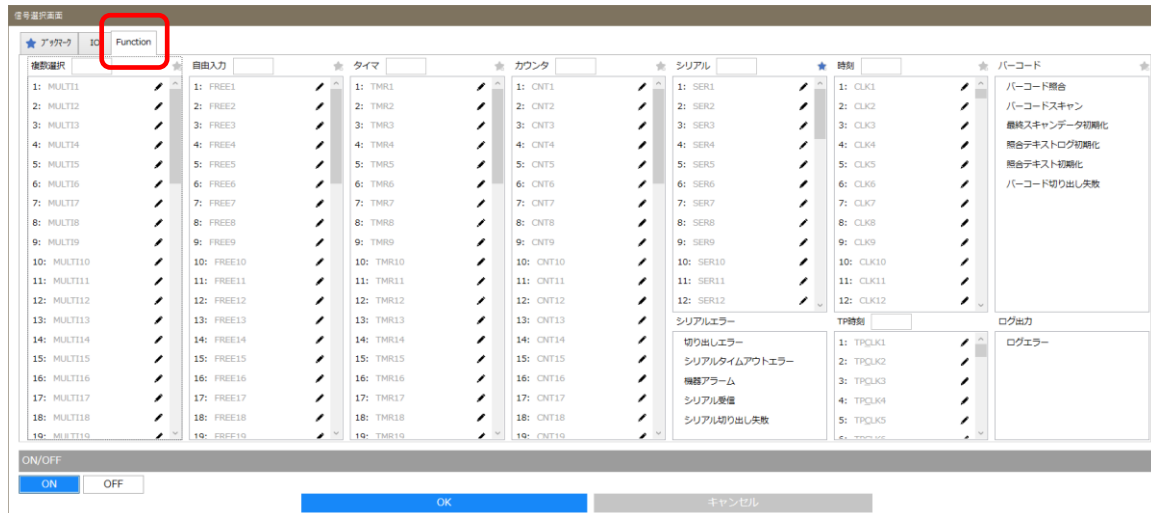 信号選択画面
ブックマーク IO Function
複数選択
1: MULTI1
2: MULTI2
3: MULTI3
4: MULTI4
5: MULTI5
6: MULTI6
7: MULTI7
8: MULTI8
9: MULTI9
10: MULTI10
11: MULTI11
12: MULTI12
13: MULTI13
14: MULTI14
15: MULTI15
16: MULTI16
17: MULTI17
18: MULTI18
19: MULTI19
自由入力
1: FREE1
2: FREE2
3: FREE3
4: FREE4
5: FREE5
6: FREE6
7: FREE7
8: FREE8
9: FREE9
10: FREE10
11: FREE11
12: FREE12
13: FREE13
14: FREE14
15: FREE15
16: FREE16
17: FREE17
18: FREE18
19: FREE19
タイマ
1: TMR1
2: TMR2
3: TMR3
4: TMR4
5: TMR5
6: TMR6
7: TMR7
8: TMR8
9: TMR9
10: TMR10
11: TMR11
12: TMR12
13: TMR13
14: TMR14
15: TMR15
16: TMR16
17: TMR17
18: TMR18
19: TMR19
カウンタ
1: CNT1
2: CNT2
3: CNT3
4: CNT4
5: CNT5
6: CNT6
7: CNT7
8: CNT8
9: CNT9
10: CNT10
11: CNT11
12: CNT12
13: CNT13
14: CNT14
15: CNT15
16: CNT16
17: CNT17
18: CNT18
19: CNT19
シリアル
1: SER1
2: SER2
3: SER3
4: SER4
5: SER5
6: SER6
7: SER7
8: SER8
9: SER9
10: SER10
11: SER11
12: SER12
シリアルエラー
切り出しエラー
シリアルタイムアウトエラー
機器アラーム
シリアル受信
シリアル切り出し失敗
時刻
1: CLK1
2: CLK2
3: CLK3
4: CLK4
5: CLK5
6: CLK6
7: CLK7
8: CLK8
9: CLK9
10: CLK10
11: CLK11
12: CLK12
TP時刻
1: TPCLK1
2: TPCLK2
3: TPCLK3
4: TPCLK4
5: TPCLK5
6: TPCLK6
バーコード
バーコード照合
バーコードスキャン
最終スキャンデータ初期化
照合テキストログ初期化
照合テキスト初期化
バーコード切り出し失敗
ログ出力
ログエラー
ON/OFF
ON OFF
OK キャンセル